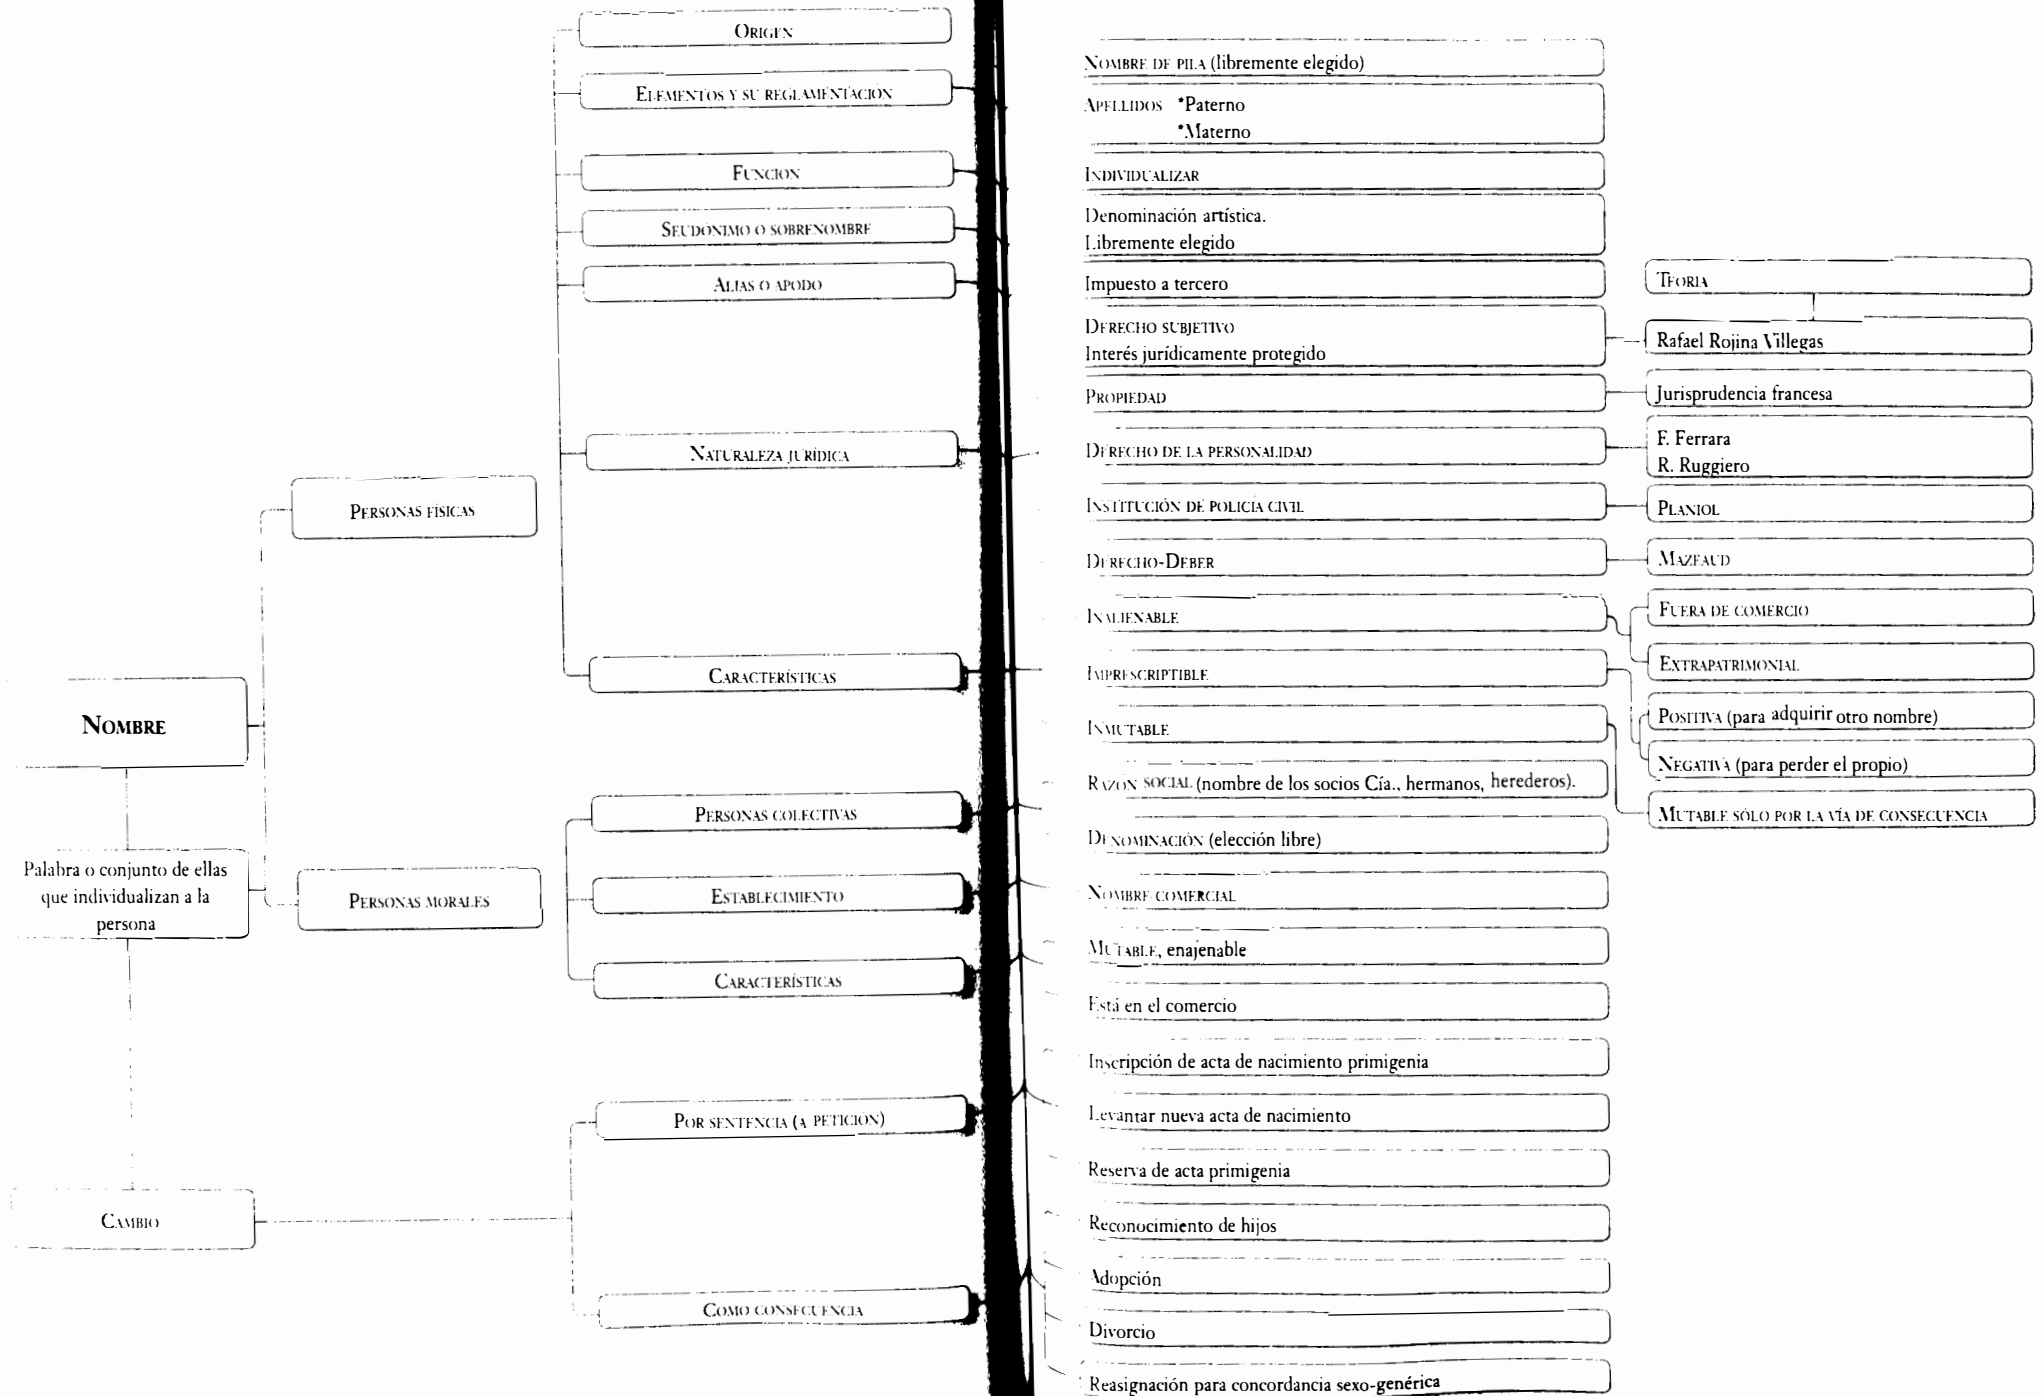 ORIGEN
ELEMENTOS Y SU REGLAMENTACIÓN
FUNCIÓN
SEUDÓNIMO O SOBRENOMBRE
ALIAS O APODO
NATURALEZA JURÍDICA
PERSONAS FÍSICAS
CARACTERÍSTICAS
NOMBRE
PERSONAS COLECTIVAS
Palabra o conjunto de ellas
que individualizan a la
persona
PERSONAS MORALES
ESTABLECIMIENTO
CARACTERÍSTICAS
POR SENTENCIA (A PETICIÓN)
CAMBIO
COMO CONSECUENCIA
NOMBRE DE PILA (libremente elegido)
APELLIDOS *Paterno
*Materno
INDIVIDUALIZAR
Denominación artística.
Libremente elegido
Impuesto a tercero
DERECHO SUBJETIVO
Interés jurídicamente protegido
PROPIEDAD
DERECHO DE LA PERSONALIDAD
INSTITUCIÓN DE POLICÍA CIVIL
DERECHO-DEBER
INALIENABLE
IMPRESCRIPTIBLE
INMUTABLE
RAZÓN SOCIAL (nombre de los socios Cía., hermanos, herederos).
DENOMINACIÓN (elección libre)
NOMBRE COMERCIAL
MUTABLE, enajenable
Está en el comercio
Inscripción de acta de nacimiento primigenia
Levantar nueva acta de nacimiento
Reserva de acta primigenia
Reconocimiento de hijos
Adopción
Divorcio
Reasignación para concordancia sexo-genérica
TEORÍA
Rafael Rojina Villegas
Jurisprudencia francesa
F. Ferrara
R. Ruggiero
PLANIOL
MAZEAUD
FUERA DE COMERCIO
EXTRAPATRIMONIAL
POSITIVA (para adquirir otro nombre)
NEGATIVA (para perder el propio)
MUTABLE SÓLO POR LA VÍA DE CONSECUENCIA